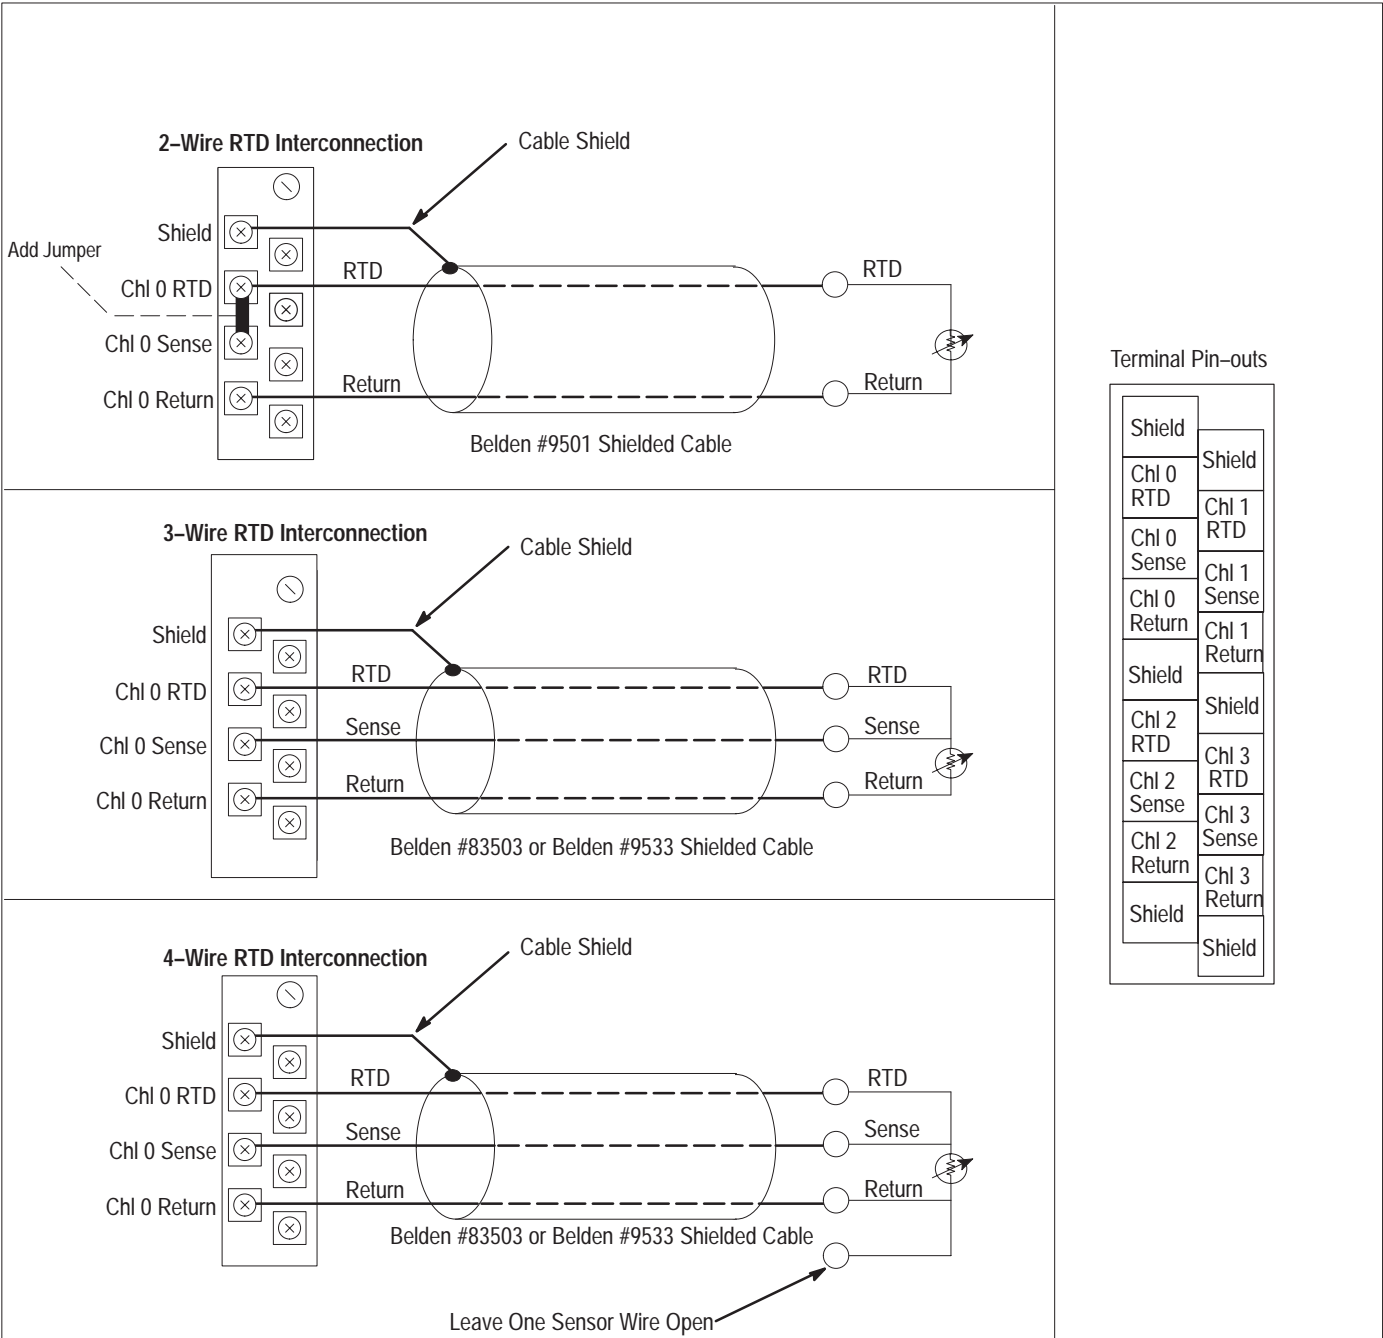 2–Wire RTD Interconnection
Cable Shield
Shield
Add Jumper
RTD
RTD
Chl 0 RTD
Chl 0 Sense
Return
Return
Chl 0 Return
Belden #9501 Shielded Cable
3–Wire RTD Interconnection
Cable Shield
Shield
RTD
RTD
Chl 0 RTD
Sense
Sense
Chl 0 Sense
Return
Return
Chl 0 Return
Belden #83503 or Belden #9533 Shielded Cable
4–Wire RTD Interconnection
Cable Shield
Shield
RTD
RTD
Chl 0 RTD
Sense
Sense
Chl 0 Sense
Return
Return
Chl 0 Return
Belden #83503 or Belden #9533 Shielded Cable
Leave One Sensor Wire Open
Terminal Pin–outs
Shield
Chl 0
RTD
Chl 0
Sense
Chl 0
Return
Shield
Chl 2
RTD
Chl 2
Sense
Chl 2
Return
Shield
Shield
Chl 1
RTD
Chl 1
Sense
Chl 1
Return
Shield
Chl 3
RTD
Chl 3
Sense
Chl 3
Return
Shield